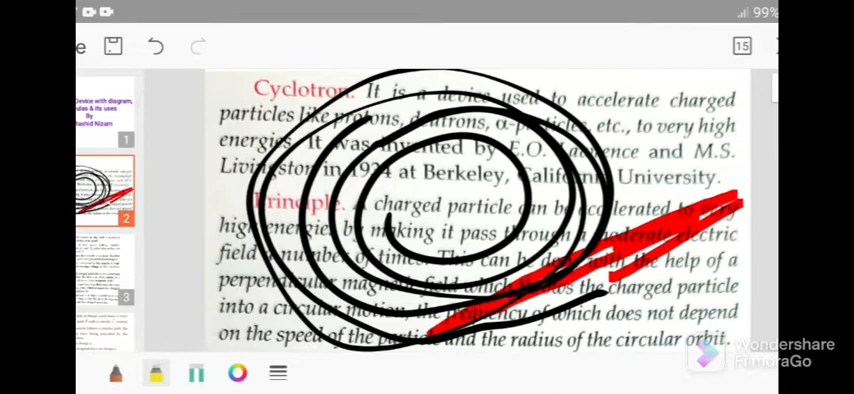 99%
e
15
Device with diagram,
ulas & its uses
By
Rashid Nizam
1
2
3
Cyclotron. It is a device used to accelerate charged
particles like protons, deutrons, α-particles, etc., to very high
energies. It was invented by E.O. Lawrence and M.S.
Livingston in 1934 at Berkeley, California University.
Principle. A charged particle can be accelerated to very
high energies by making it pass through a moderate electric
field a number of times. This can be done with the help of a
perpendicular magnetic field which throws the charged particle
into a circular motion, the frequency of which does not depend
on the speed of the particle and the radius of the circular orbit.
Wondershare
FilmoraGo